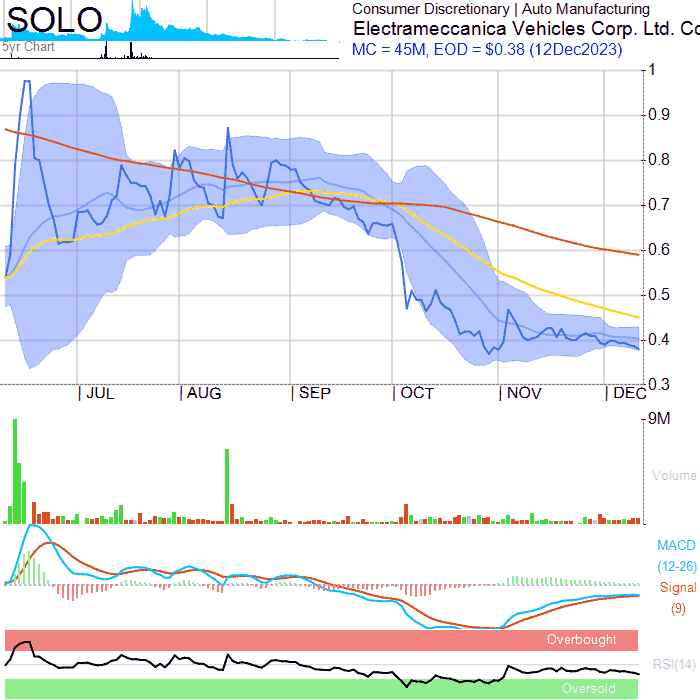 SOLO
5yr Chart
Consumer Discretionary | Auto Manufacturing
Electrameccanica Vehicles Corp. Ltd. Co
MC = 45M, EOD = $0.38 (12Dec2023)
1
0.9
0.8
0.7
0.6
0.5
0.4
0.3
JUL AUG SEP OCT NOV DEC
9M
Volume
MACD
(12-26)
Signal
(9)
Overbought
RSI(14)
Oversold